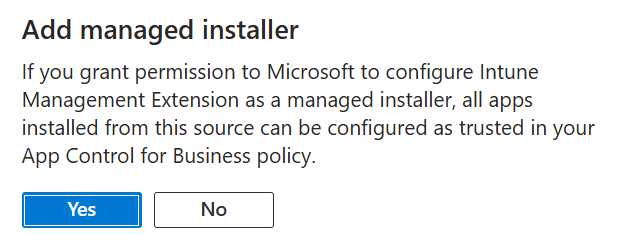 Add managed installer
If you grant permission to Microsoft to configure Intune
Management Extension as a managed installer, all apps
installed from this source can be configured as trusted in your
App Control for Business policy.
Yes No